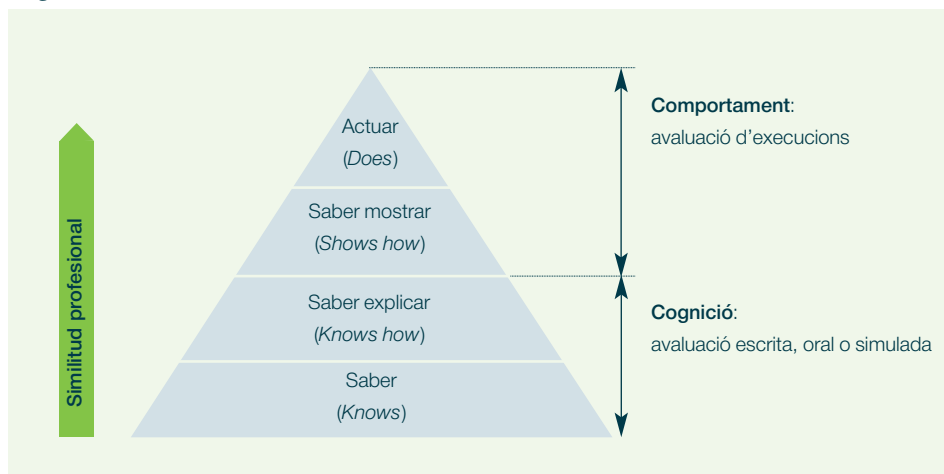 Actuar
(Does)
Saber mostrar
(Shows how)
Saber explicar
(Knows how)
Saber
(Knows)
Comportament:
avaluació d'execucions
Cognició:
avaluació escrita, oral o simulada
Similitud profesional